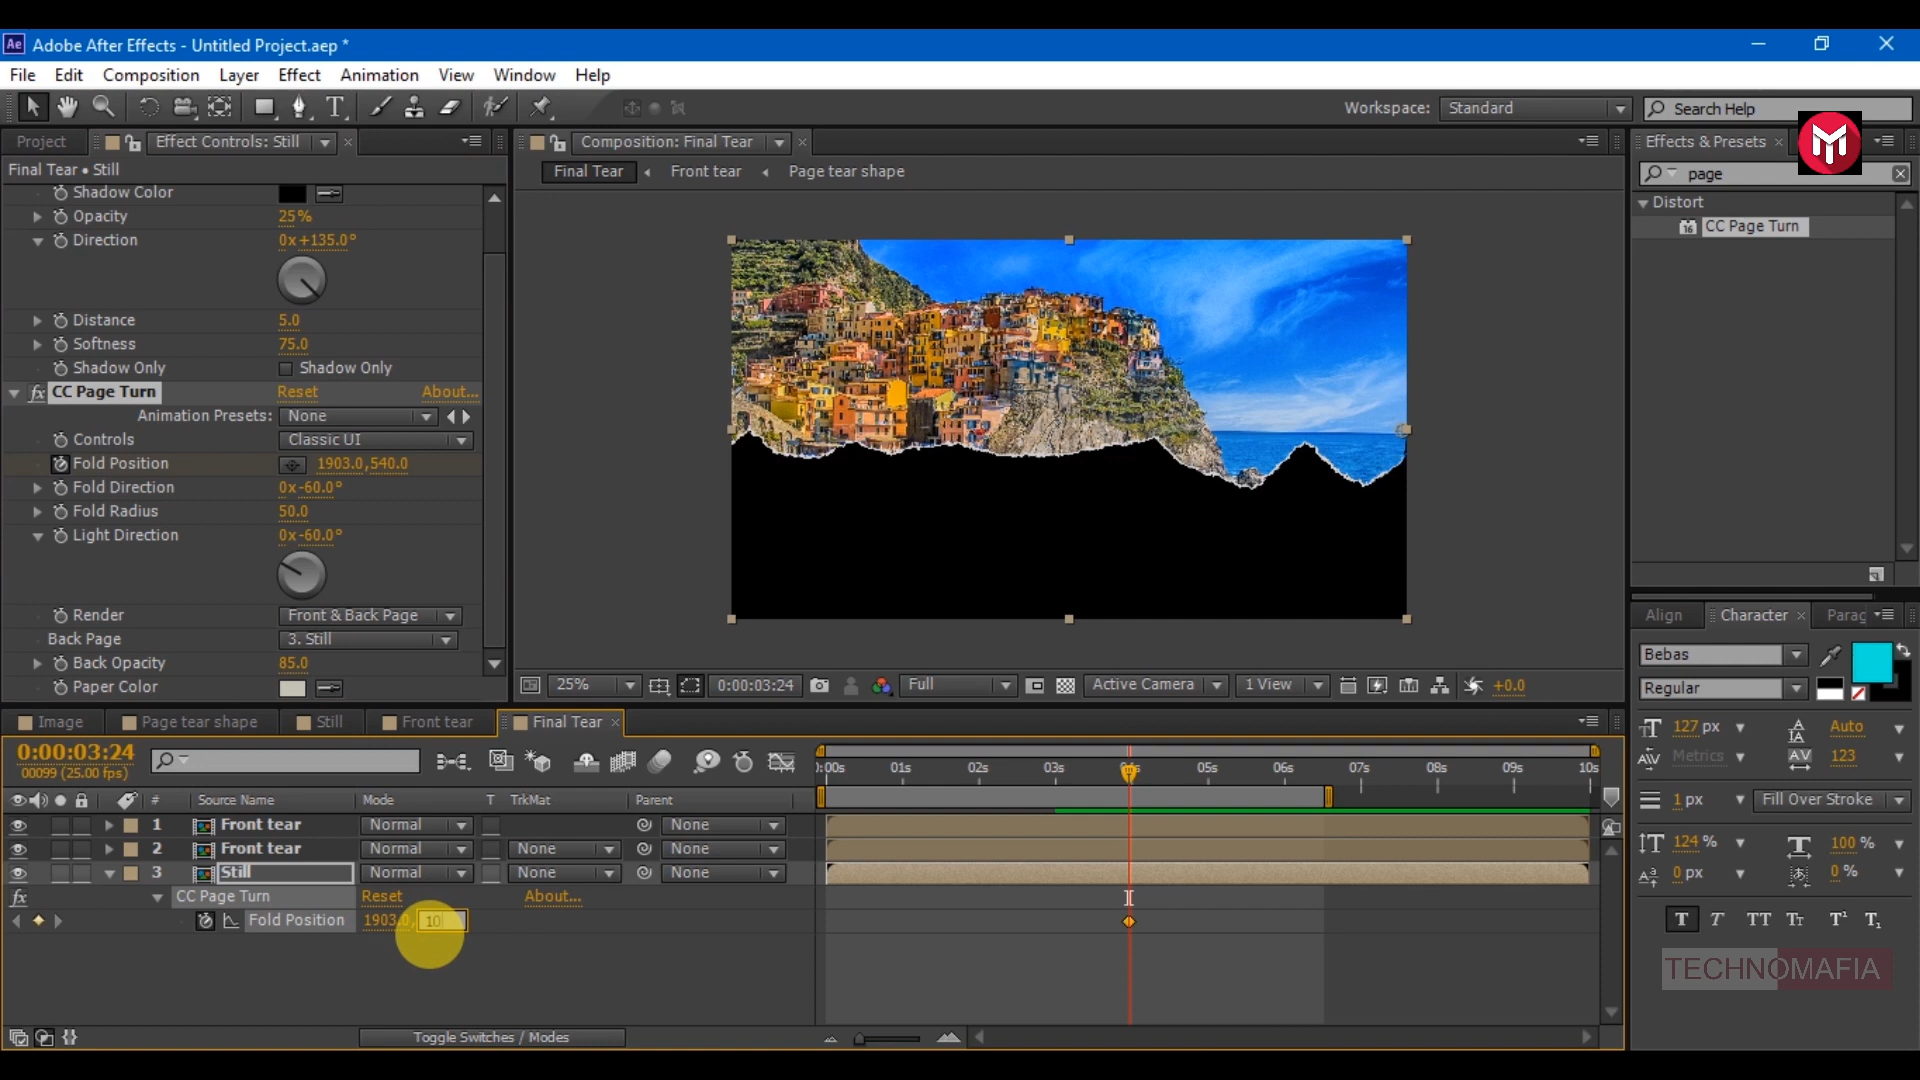 Ae Adobe After Effects - Untitled Project.aep *
File Edit Composition Layer Effect Animation View Window Help
Workspace: Standard Search Help
Project Effect Controls: Still
Final Tear • Still
Shadow Color
Opacity 25%
Direction 0x+135.0°
Distance 5.0
Softness 75.0
Shadow Only Shadow Only
fx CC Page Turn Reset About...
Animation Presets: None
Controls Classic UI
Fold Position 1903.0,540.0
Fold Direction 0x-60.0°
Fold Radius 50.0
Light Direction 0x-60.0°
Render Front & Back Page
Back Page 3. Still
Back Opacity 85.0
Paper Color
Composition: Final Tear
Final Tear Front tear Page tear shape
25% 0:00:03:24 Full Active Camera 1 View +0.0
Effects & Presets
page
Distort
16 CC Page Turn
Align Character Parag
Bebas
Regular
127 px Auto
Metrics 123
1 px Fill Over Stroke
124 % 100 %
0 px 0 %
T T TT Tt T¹ T₁
TECHNOMAFIA
Image Page tear shape Still Front tear Final Tear
0:00:03:24
00099 (25.00 fps)
# Source Name Mode T TrkMat Parent
:00s 01s 02s 03s 05s 06s 07s 08s 09s 10s
1 Front tear Normal None
2 Front tear Normal None None
3 Still Normal None None
fx CC Page Turn Reset About...
Fold Position 1903.0, 10
Toggle Switches / Modes